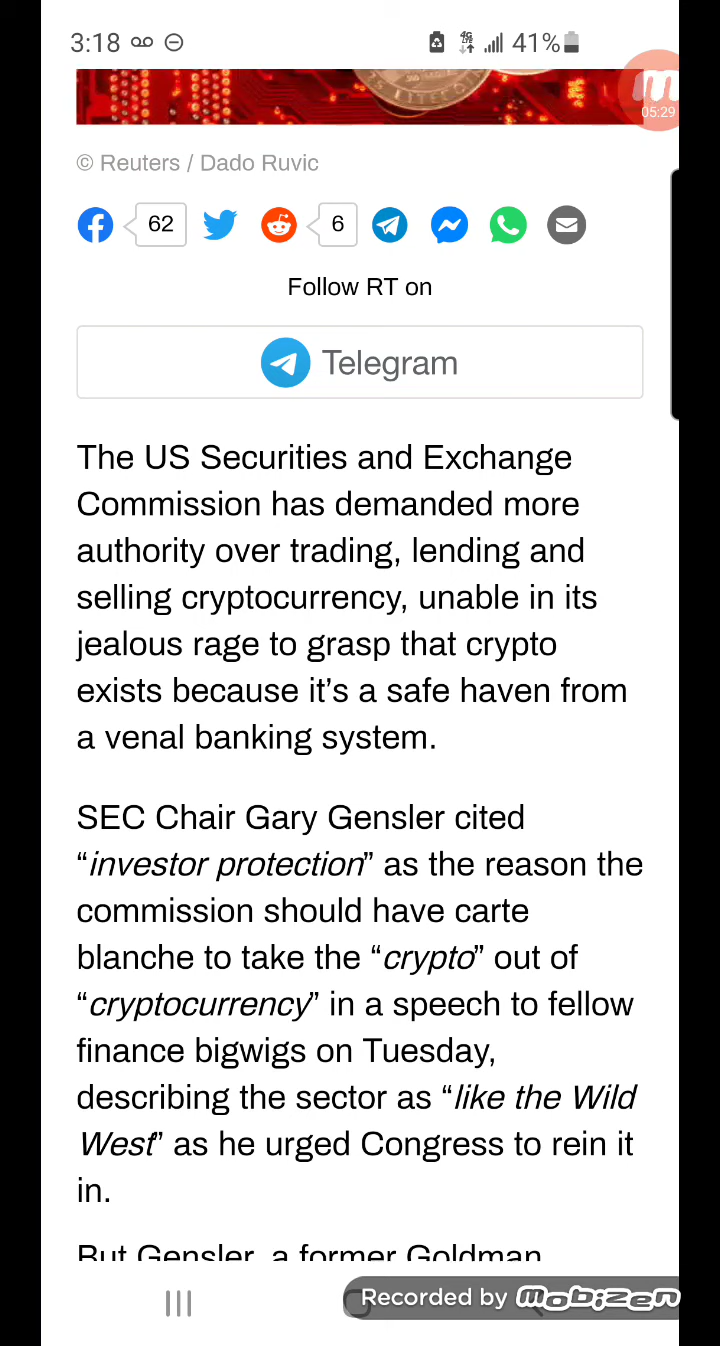 3:18 41%
LITECOIN
05:29
© Reuters / Dado Ruvic
62 6
Follow RT on
Telegram
The US Securities and Exchange
Commission has demanded more
authority over trading, lending and
selling cryptocurrency, unable in its
jealous rage to grasp that crypto
exists because it’s a safe haven from
a venal banking system.
SEC Chair Gary Gensler cited
“investor protection” as the reason the
commission should have carte
blanche to take the “crypto” out of
“cryptocurrency” in a speech to fellow
finance bigwigs on Tuesday,
describing the sector as “like the Wild
West” as he urged Congress to rein it
in.
But Gensler, a former Goldman
Recorded by mobizen